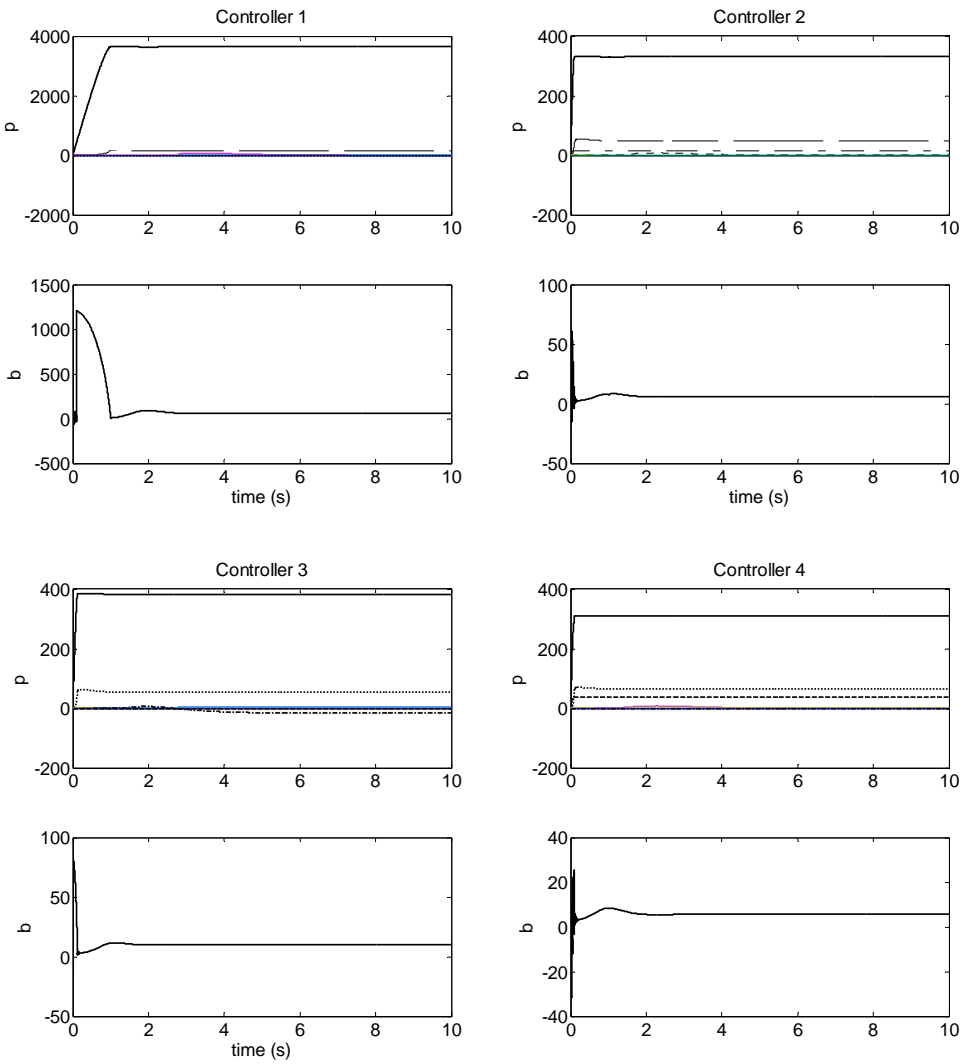 Controller 1
4000
2000
0
-2000
p
0 2 4 6 8 10
1500
1000
500
0
-500
b
0 2 4 6 8 10
time (s)
Controller 2
400
200
0
-200
p
0 2 4 6 8 10
100
50
0
-50
b
0 2 4 6 8 10
time (s)
Controller 3
400
200
0
-200
p
0 2 4 6 8 10
100
50
0
-50
b
0 2 4 6 8 10
time (s)
Controller 4
400
200
0
-200
p
0 2 4 6 8 10
40
20
0
-20
-40
b
0 2 4 6 8 10